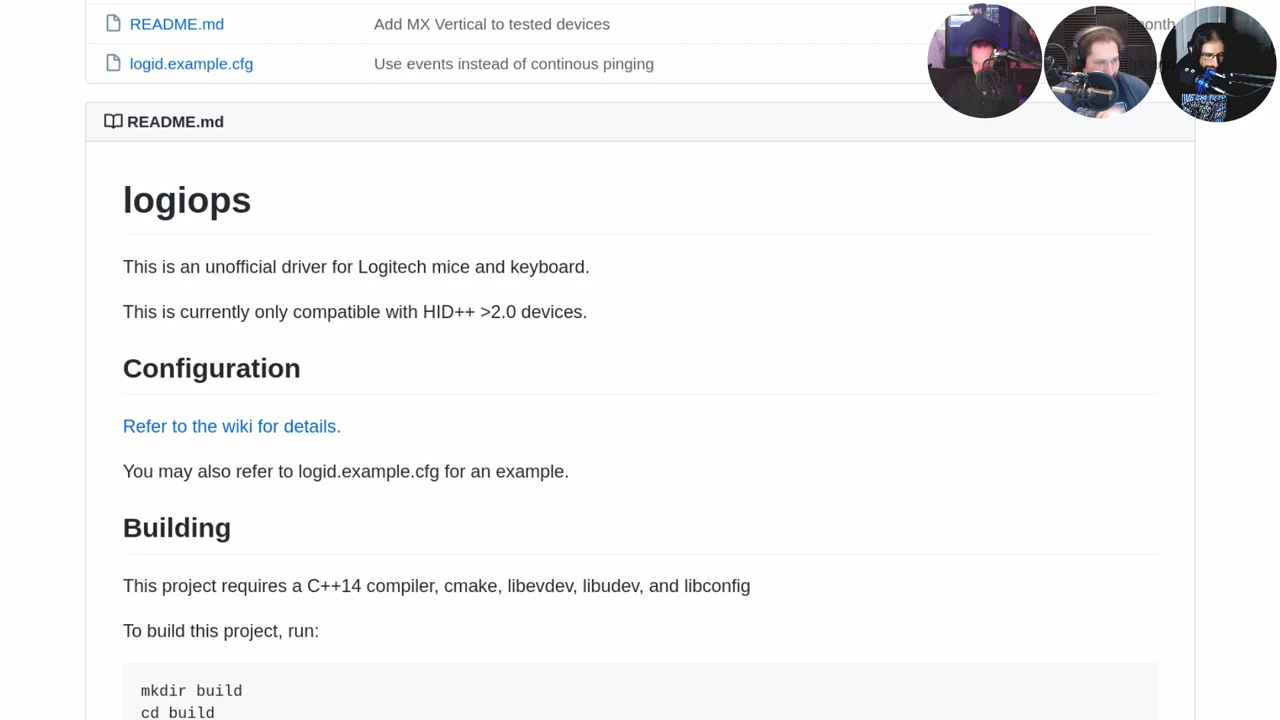 README.md Add MX Vertical to tested devices month
logid.example.cfg Use events instead of continous pinging
README.md
logiops
This is an unofficial driver for Logitech mice and keyboard.
This is currently only compatible with HID++ >2.0 devices.
Configuration
Refer to the wiki for details.
You may also refer to logid.example.cfg for an example.
Building
This project requires a C++14 compiler, cmake, libevdev, libudev, and libconfig
To build this project, run:
mkdir build
cd build